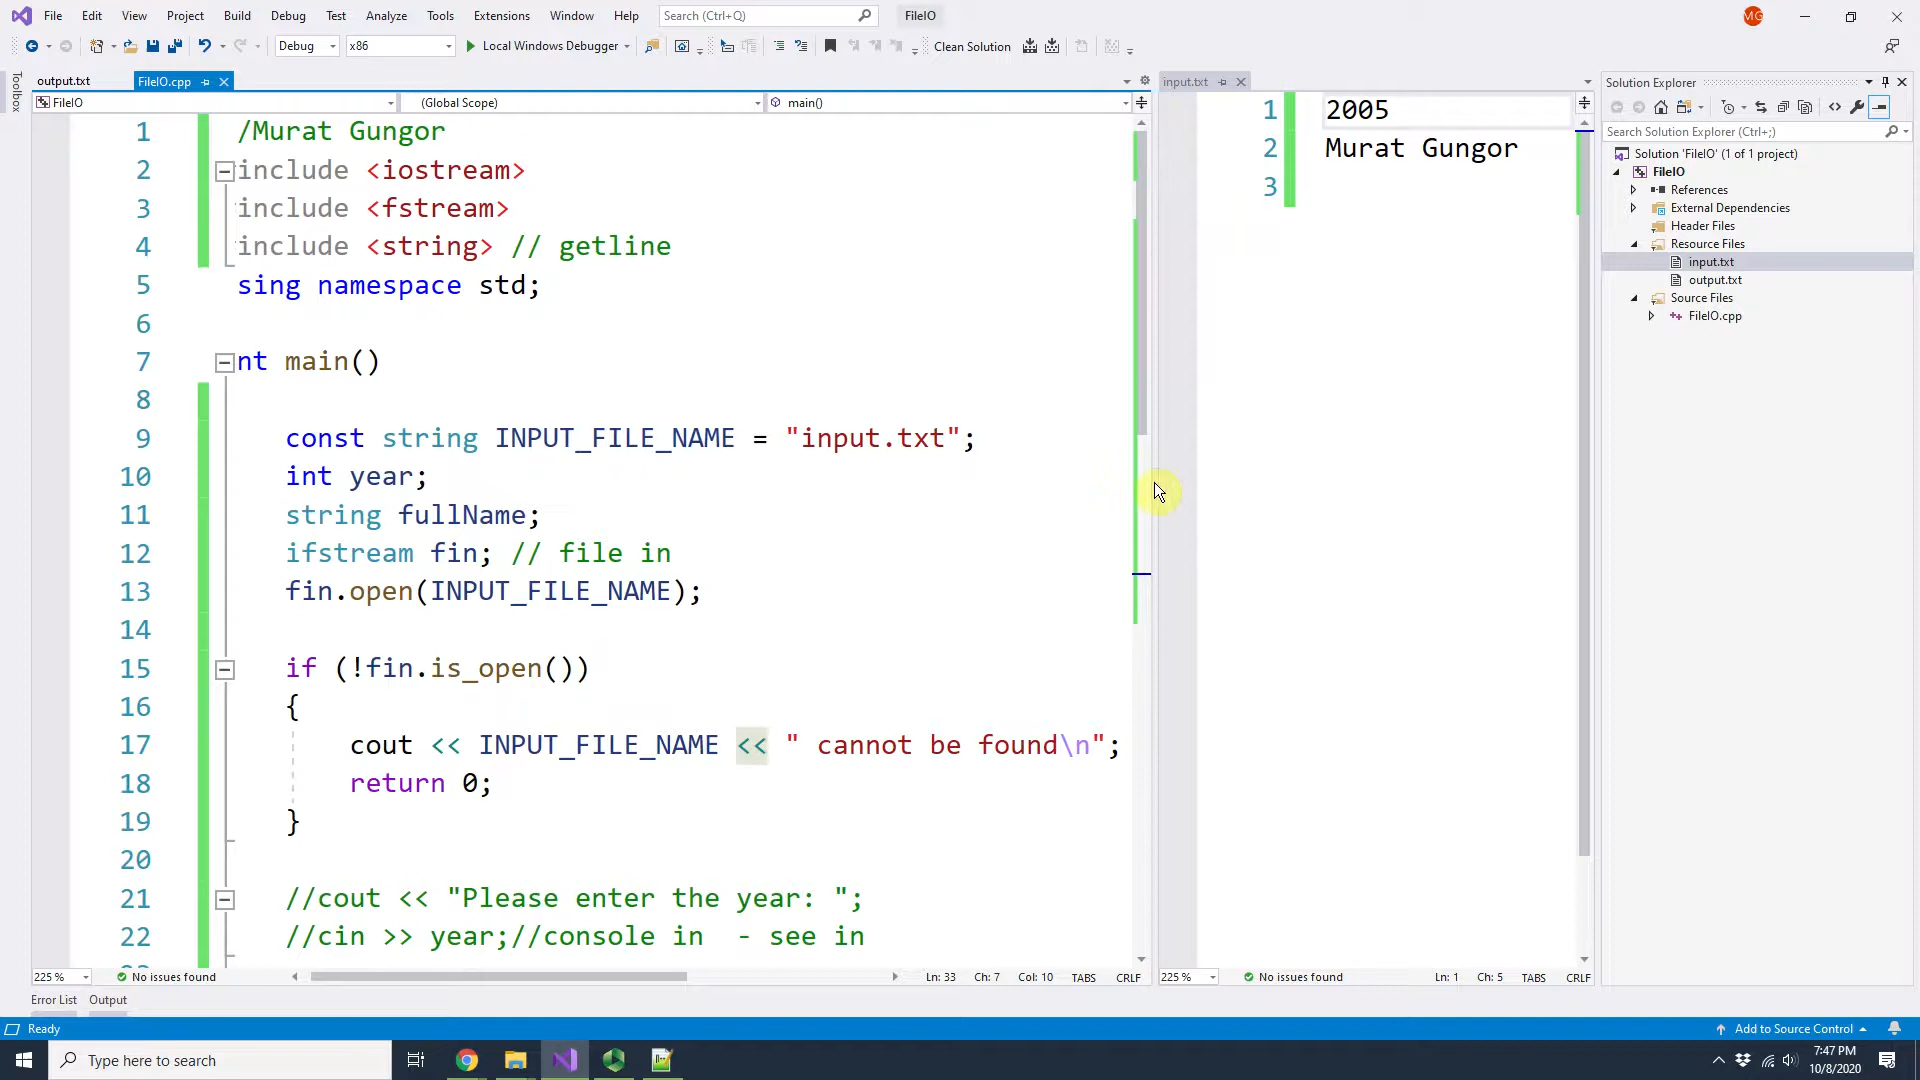 File Edit View Project Build Debug Test Analyze Tools Extensions Window Help Search (Ctrl+Q) FileIO MG
Debug x86 Local Windows Debugger Clean Solution
Toolbox
output.txt FileIO.cpp
FileIO (Global Scope) main()
1 /Murat Gungor
2 include <iostream>
3 include <fstream>
4 include <string> // getline
5 sing namespace std;
6
7 nt main()
8
9 const string INPUT_FILE_NAME = "input.txt";
10 int year;
11 string fullName;
12 ifstream fin; // file in
13 fin.open(INPUT_FILE_NAME);
14
15 if (!fin.is_open())
16 {
17 cout << INPUT_FILE_NAME << " cannot be found\n";
18 return 0;
19 }
20
21 //cout << "Please enter the year: ";
22 //cin >> year;//console in - see in
225 % No issues found Ln: 33 Ch: 7 Col: 10 TABS CRLF
input.txt
1 2005
2 Murat Gungor
3
225 % No issues found Ln: 1 Ch: 5 TABS CRLF
Solution Explorer
Search Solution Explorer (Ctrl+;)
Solution 'FileIO' (1 of 1 project)
FileIO
References
External Dependencies
Header Files
Resource Files
input.txt
output.txt
Source Files
FileIO.cpp
Error List Output
Ready Add to Source Control
Type here to search
7:47 PM
10/8/2020